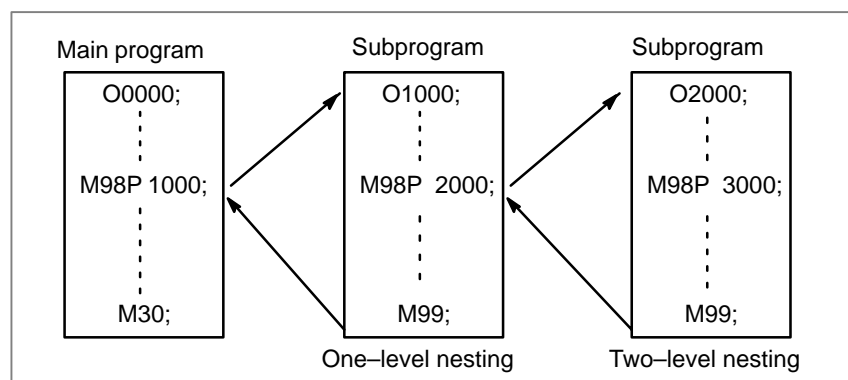 Main program
O0000;
M98P 1000;
M30;
Subprogram
O1000;
M98P 2000;
M99;
One–level nesting
Subprogram
O2000;
M98P 3000;
M99;
Two–level nesting